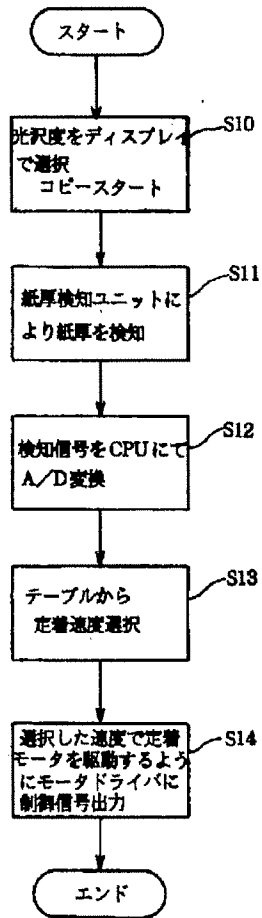 スタート
光沢度をディスプレイ
で選択
コピースタート
S10
紙厚検知ユニットに
より紙厚を検知
S11
検知信号をCPUにて
A/D変換
S12
テーブルから
定着速度選択
S13
選択した速度で定着
モータを駆動するよう
にモータドライバに
制御信号出力
S14
エンド